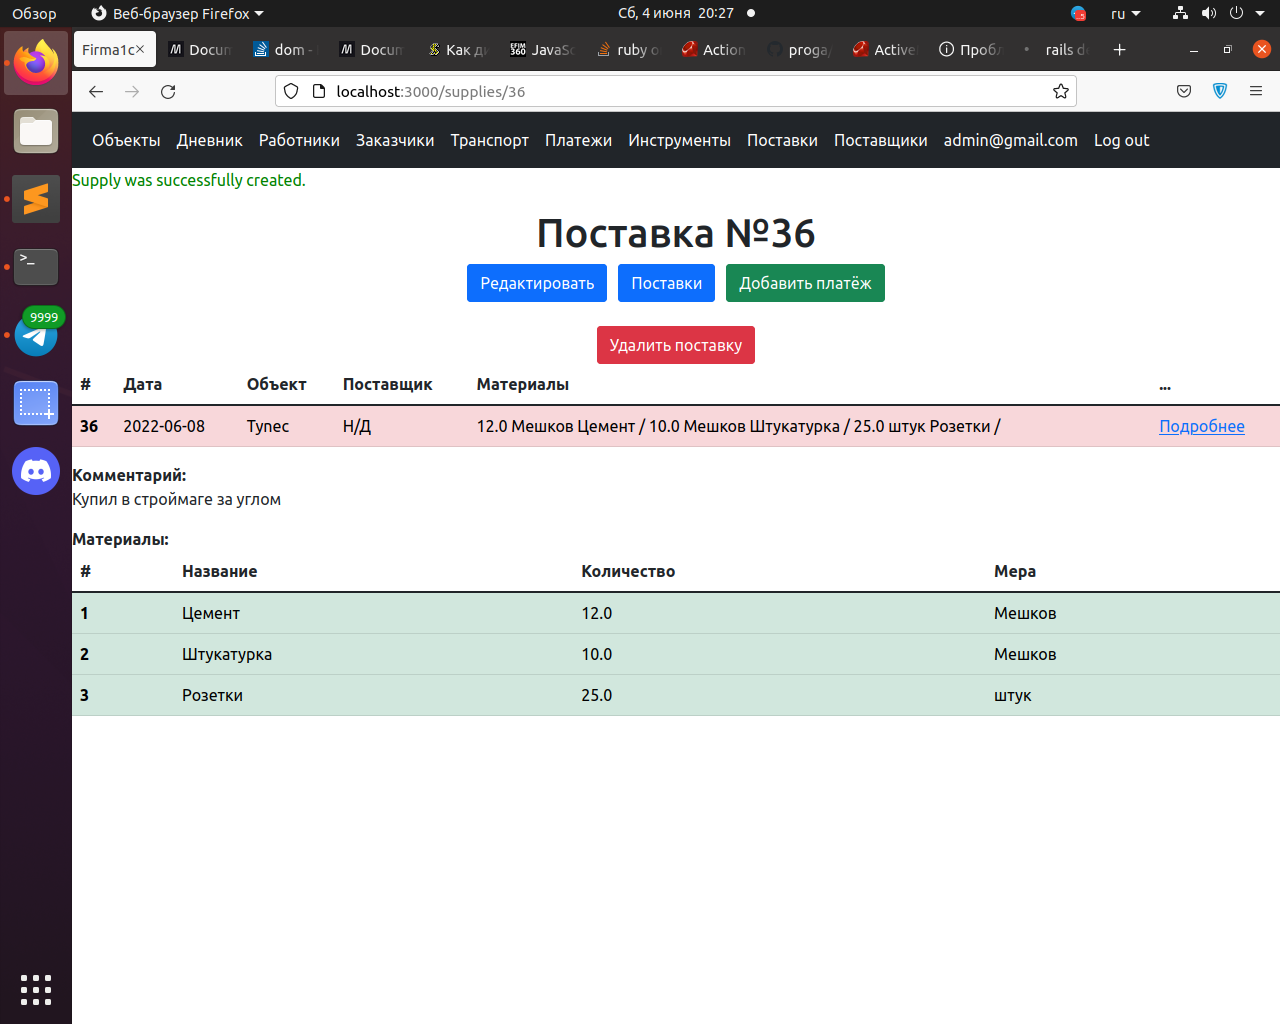 Обзор Веб-браузер Firefox Сб, 4 июня 20:27 ru
Firma1c Docum dom - Docum Как ди JavaSc ruby o Action proga Active Пробл rails d
localhost:3000/supplies/36
Объекты Дневник Работники Заказчики Транспорт Платежи Инструменты Поставки Поставщики admin@gmail.com Log out
Supply was successfully created.
Поставка №36
Редактировать Поставки Добавить платёж
Удалить поставку
# Дата Объект Поставщик Материалы ...
36 2022-06-08 Tynec Н/Д 12.0 Мешков Цемент / 10.0 Мешков Штукатурка / 25.0 штук Розетки / Подробнее
Комментарий:
Купил в строймаге за углом
Материалы:
# Название Количество Мера
1 Цемент 12.0 Мешков
2 Штукатурка 10.0 Мешков
3 Розетки 25.0 штук
9999